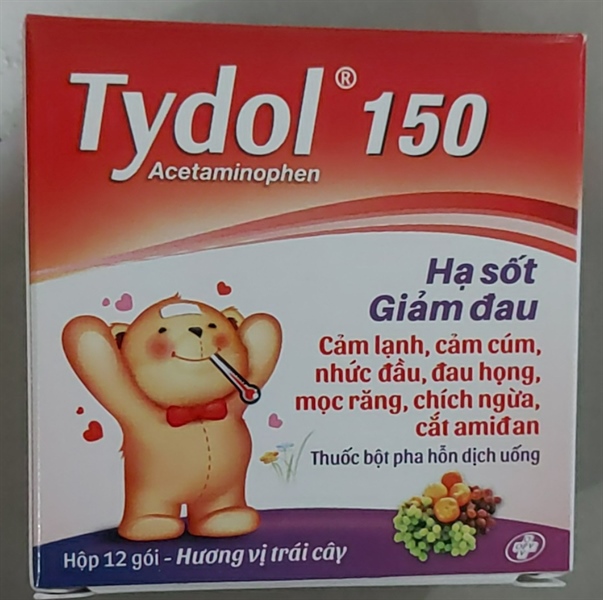 Tydol® 150
Acetaminophen
Hạ sốt
Giảm đau
Cảm lạnh, cảm cúm,
nhức đầu, đau họng,
mọc răng, chích ngừa,
cắt amiđan
Thuốc bột pha hỗn dịch uống
Hộp 12 gói - Hương vị trái cây